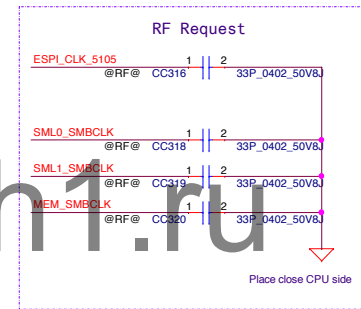 RF Request
ESPI_CLK_5105 1 2
@RF@ CC316 33P_0402_50V8J
SML0_SMBCLK 1 2
@RF@ CC318 33P_0402_50V8J
SML1_SMBCLK 1 2
@RF@ CC319 33P_0402_50V8J
MEM_SMBCLK 1 2
@RF@ CC320 33P_0402_50V8J
h1.ru
Place close CPU side